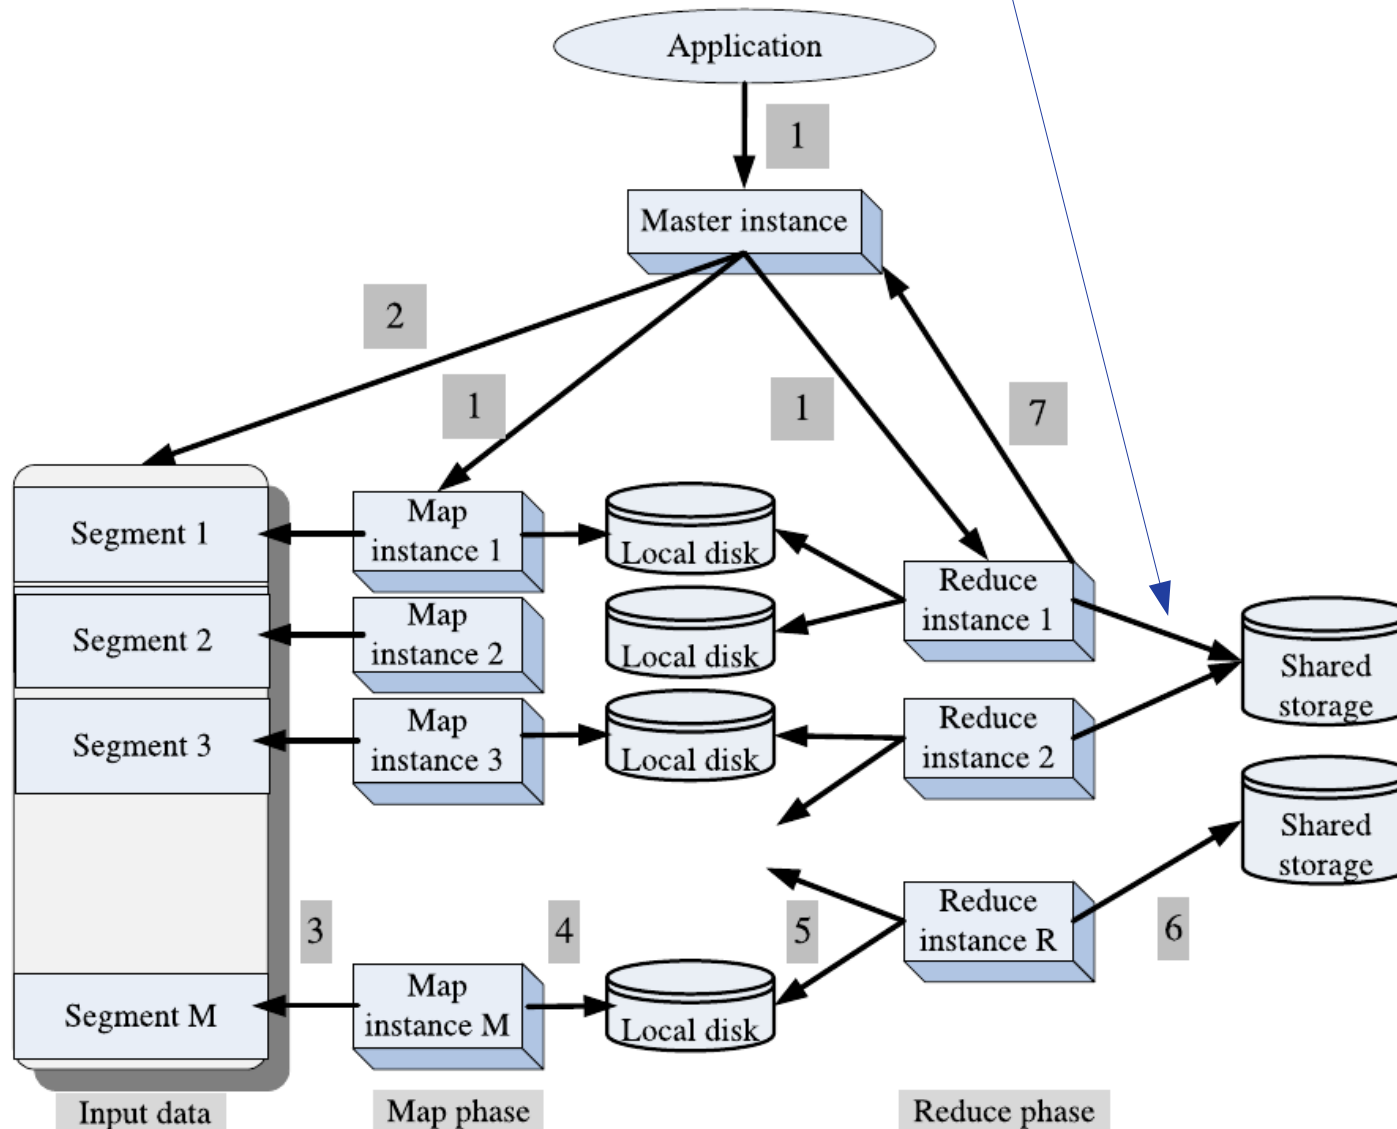 Application
1
Master instance
2
1
1
7
Segment 1
Map
instance 1
Local disk
Reduce
instance 1
Segment 2
Map
instance 2
Local disk
Shared
storage
Segment 3
Map
instance 3
Local disk
Reduce
instance 2
Shared
storage
3
4
5
Reduce
instance R
6
Segment M
Map
instance M
Local disk
Input data
Map phase
Reduce phase